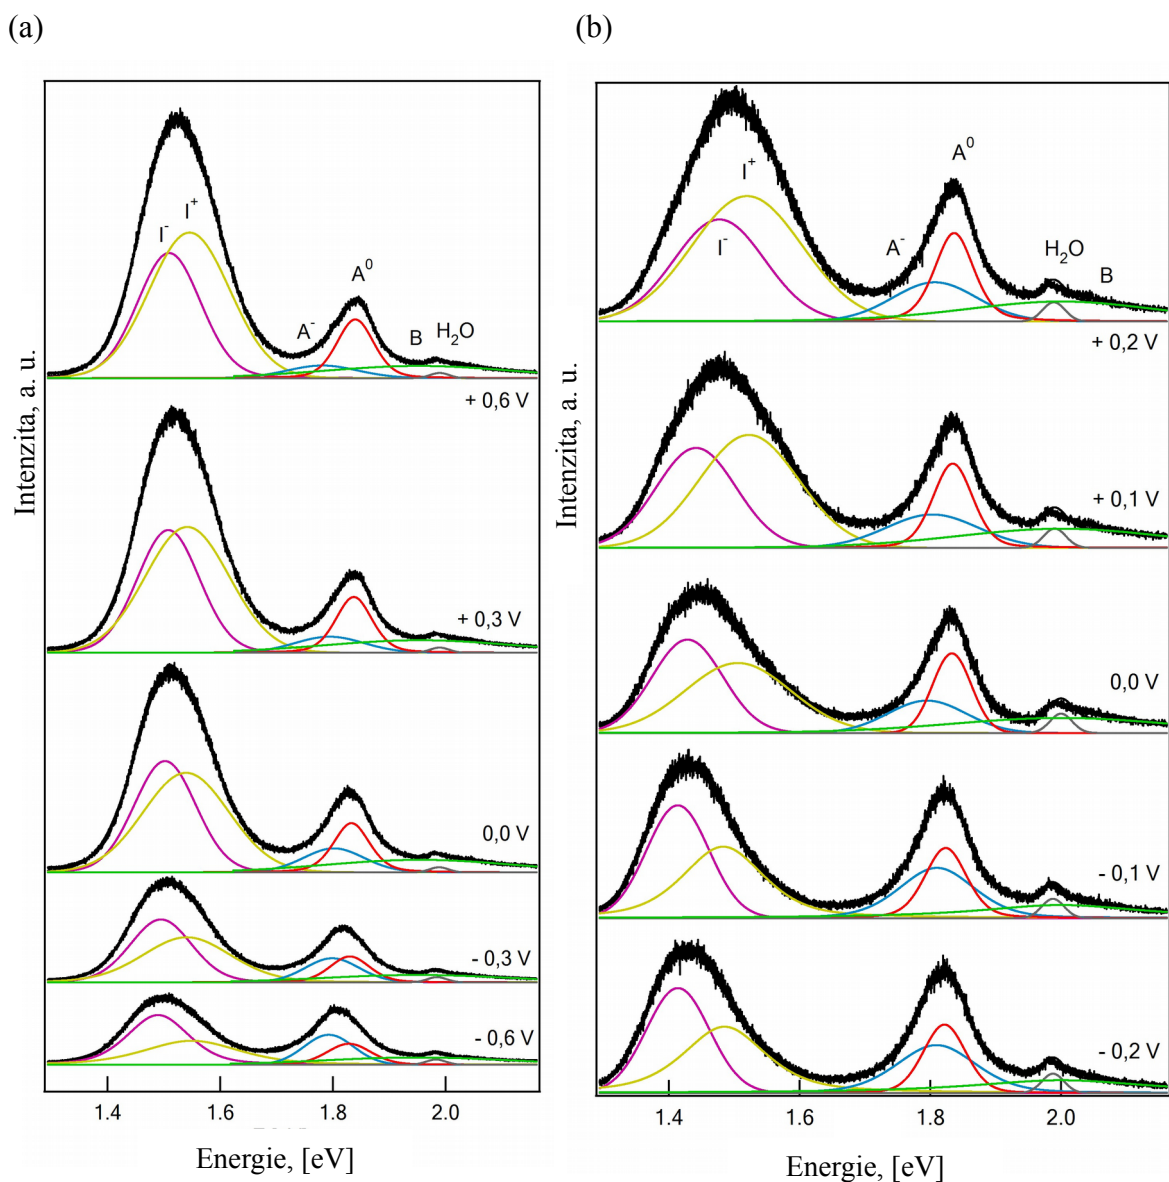 (a)
(b)
I⁻
I⁺
A⁻
A⁰
B
H₂O
+ 0,6 V
+ 0,3 V
0,0 V
- 0,3 V
- 0,6 V
1.4
1.6
1.8
2.0
Intenzita, a. u.
Energie, [eV]
I⁺
I⁻
A⁻
A⁰
H₂O
B
+ 0,2 V
+ 0,1 V
0,0 V
- 0,1 V
- 0,2 V
1.4
1.6
1.8
2.0
Intenzita, a. u.
Energie, [eV]